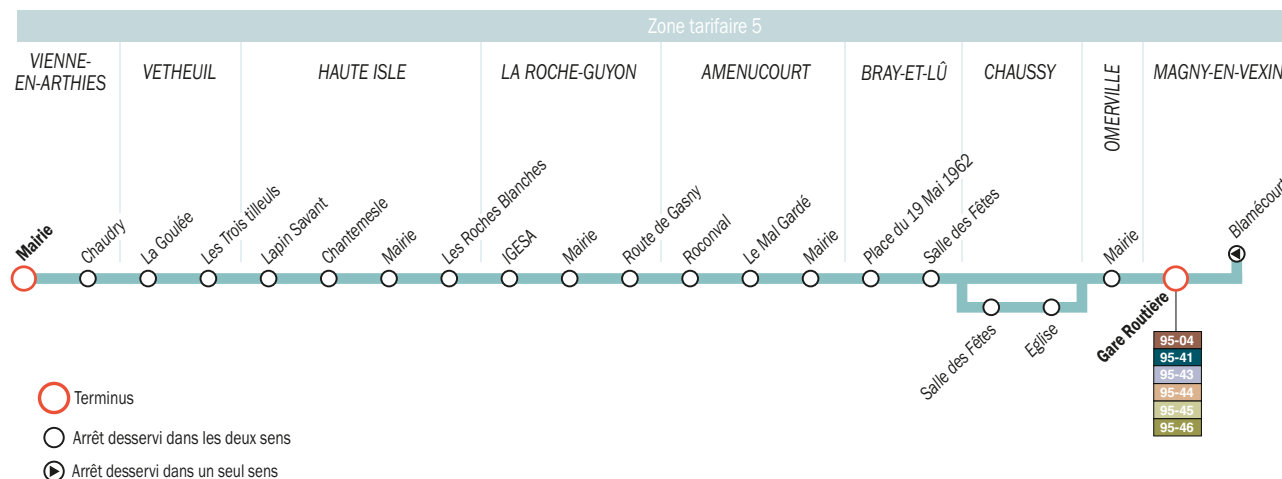 Zone tarifaire 5
VIENNE-
EN-ARTHIES
VETHEUIL
HAUTE ISLE
LA ROCHE-GUYON
AMENUCOURT
BRAY-ET-LÛ
CHAUSSY
OMERVILLE
MAGNY-EN-VEXIN
Mairie
Chaudry
La Goulée
Les Trois tilleuls
Lapin Savant
Chantemesle
Mairie
Les Roches Blanches
IGESA
Mairie
Route de Gasny
Roconval
Le Mal Gardé
Mairie
Place du 19 Mai 1962
Salle des Fêtes
Salle des Fêtes
Eglise
Mairie
Gare Routière
Blamécourt
95-04
95-41
95-43
95-44
95-45
95-46
Terminus
Arrêt desservi dans les deux sens
Arrêt desservi dans un seul sens